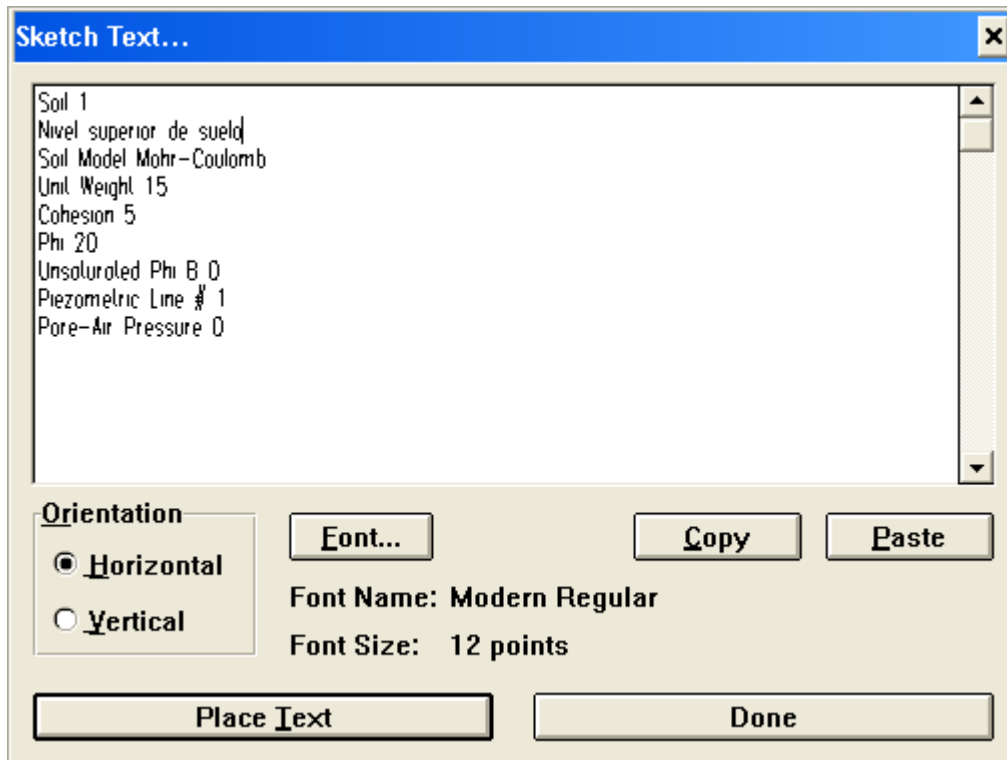 Sketch Text...
Soil 1
Nivel superior de suelo
Soil Model Mohr-Coulomb
Unit Weight 15
Cohesion 5
Phi 20
Unsaturated Phi B 0
Piezometric Line # 1
Pore-Air Pressure 0
Orientation
Horizontal
Vertical
Font...
Copy
Paste
Font Name: Modern Regular
Font Size: 12 points
Place Text
Done